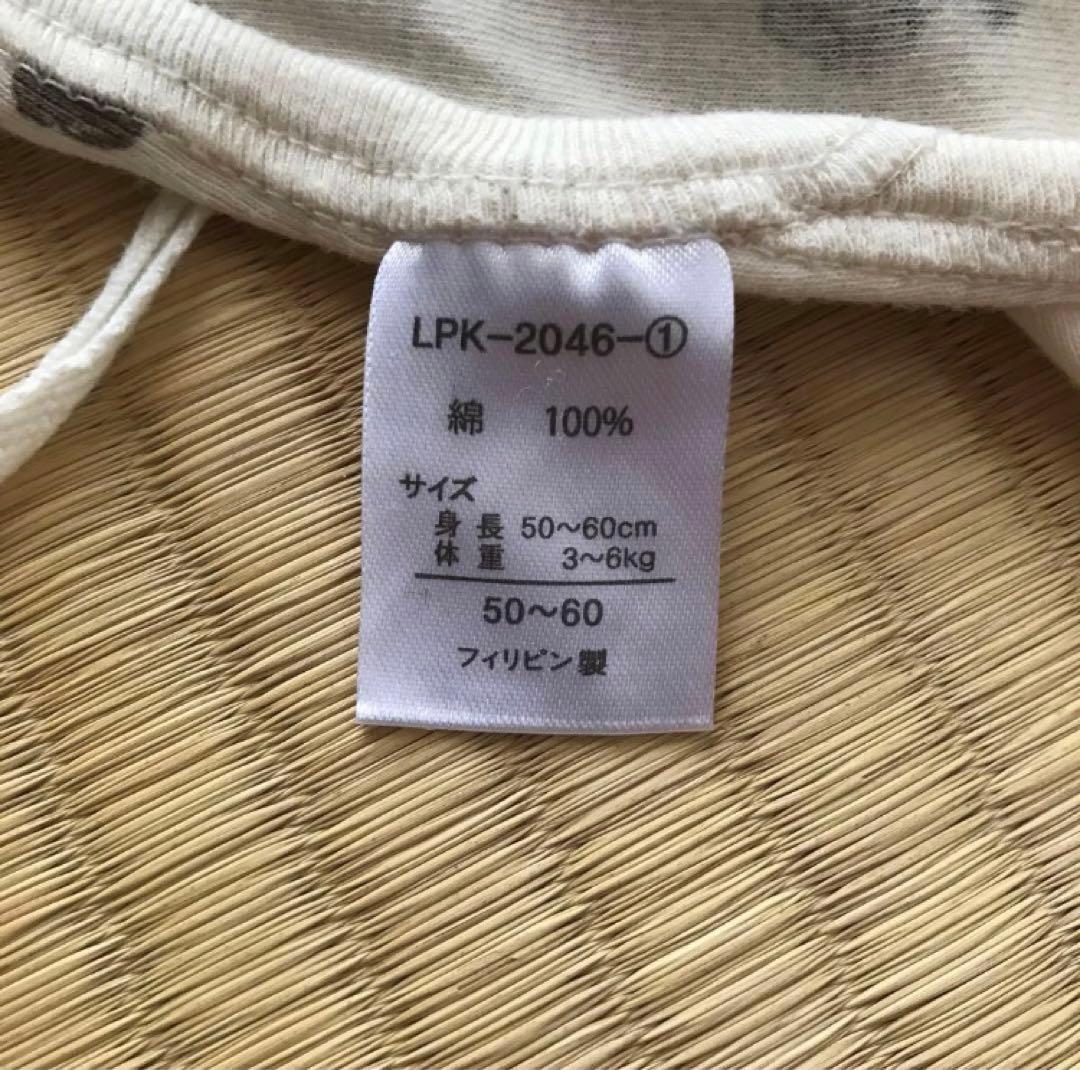 LPK-2046-①
綿 100%
サイズ
身長 50〜60cm
体重 3〜6kg
50〜60
フィリピン製